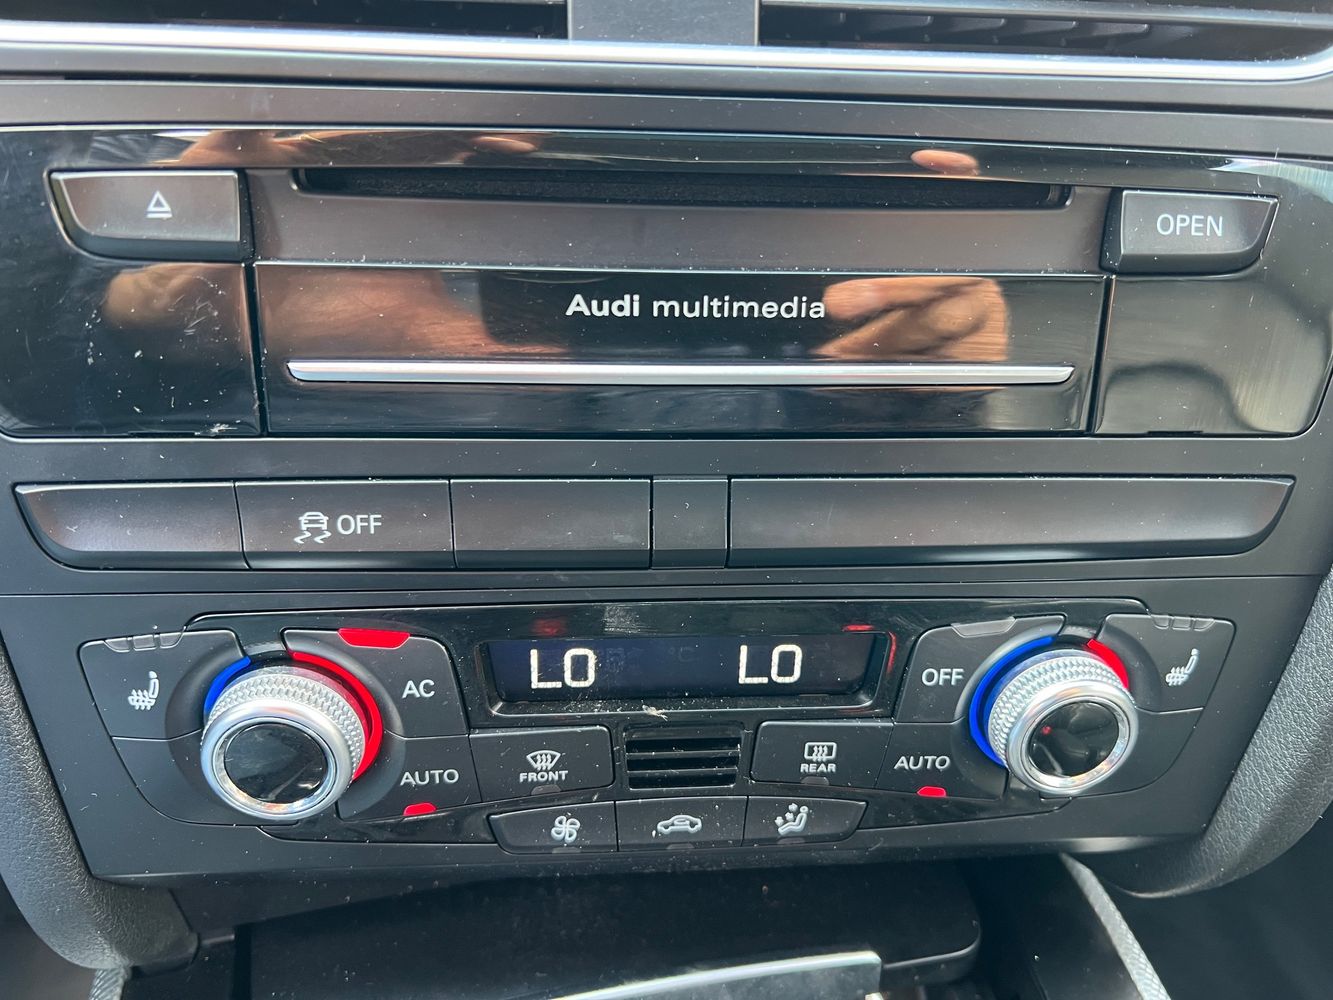 OPEN
Audi multimedia
OFF
AC
LO
LO
OFF
AUTO
FRONT
REAR
AUTO